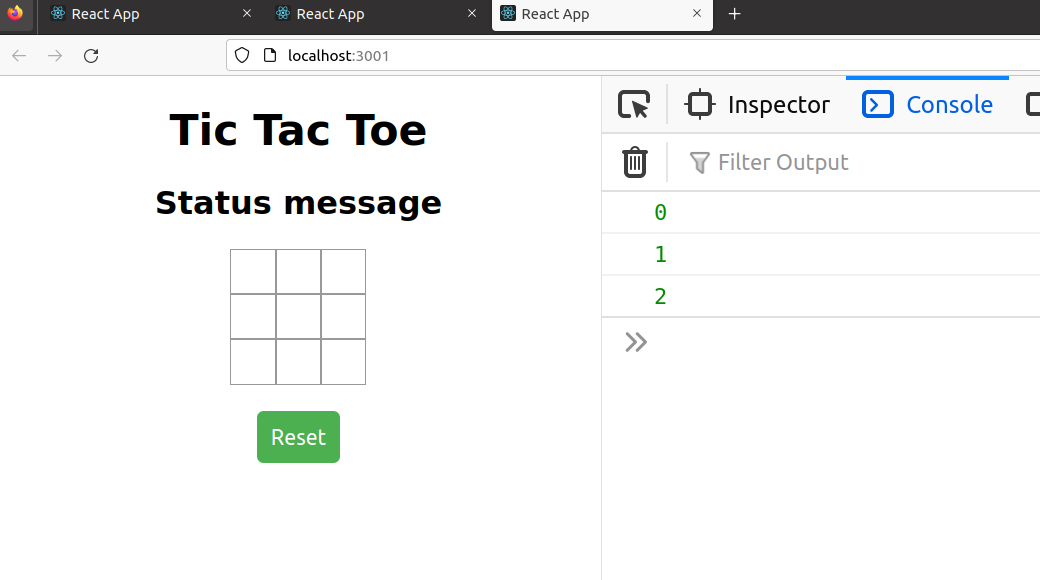 React App
React App
React App
localhost:3001
Tic Tac Toe
Status message
Reset
Inspector
Console
Filter Output
0
1
2